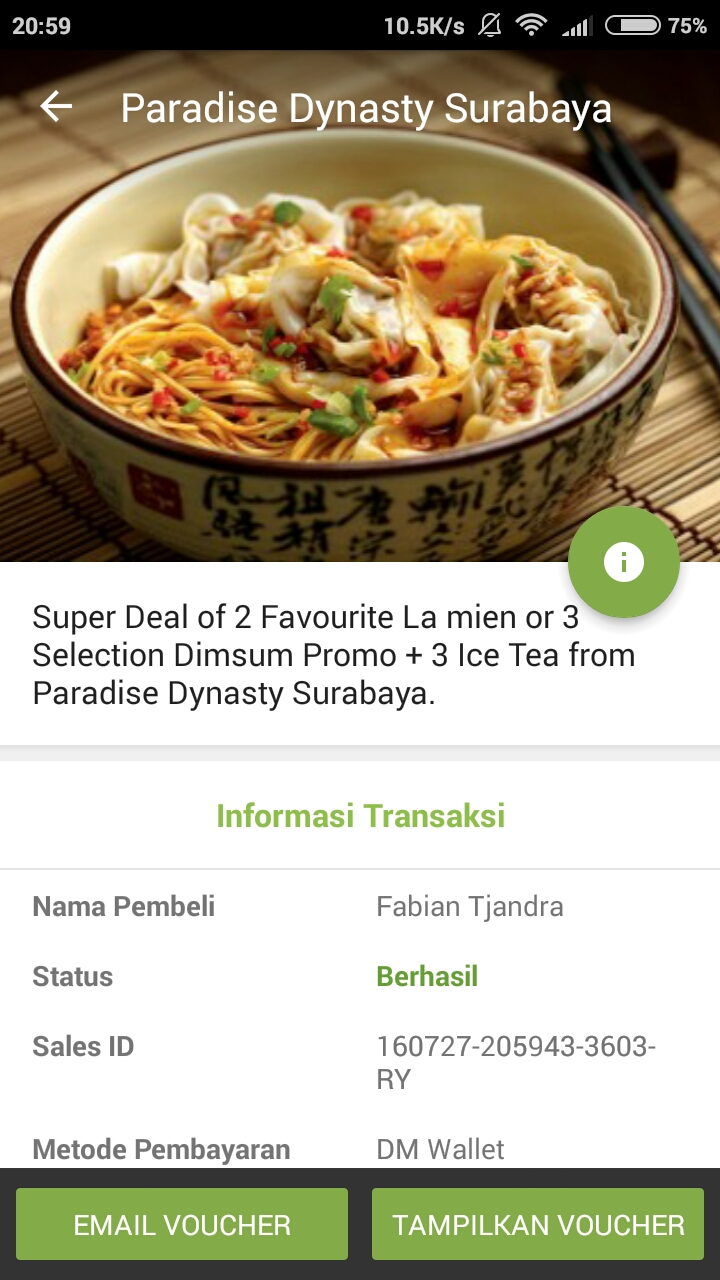 20:59 10.5K/s 75%
Paradise Dynasty Surabaya
Super Deal of 2 Favourite La mien or 3
Selection Dimsum Promo + 3 Ice Tea from
Paradise Dynasty Surabaya.
Informasi Transaksi
Nama Pembeli Fabian Tjandra
Status Berhasil
Sales ID 160727-205943-3603-
RY
Metode Pembayaran DM Wallet
EMAIL VOUCHER TAMPILKAN VOUCHER